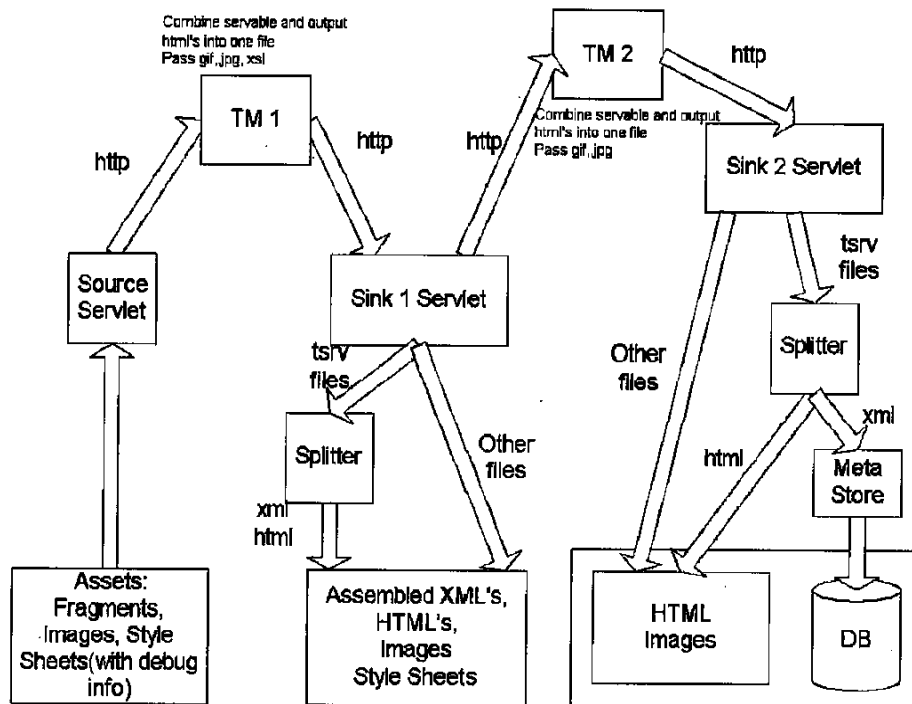 Combine servable and output
html's into one file
Pass gif,.jpg, xsl
TM 1
http
http
Source
Servlet
Assets:
Fragments,
Images, Style
Sheets(with debug
info)
Sink 1 Servlet
tsrv
files
Splitter
xml
html
Other
files
Assembled XML's,
HTML's,
Images
Style Sheets
http
TM 2
Combine servable and output
html's into one file
Pass gif,.jpg
http
Sink 2 Servlet
tsrv
files
Other
files
Splitter
html
xml
Meta
Store
HTML
Images
DB